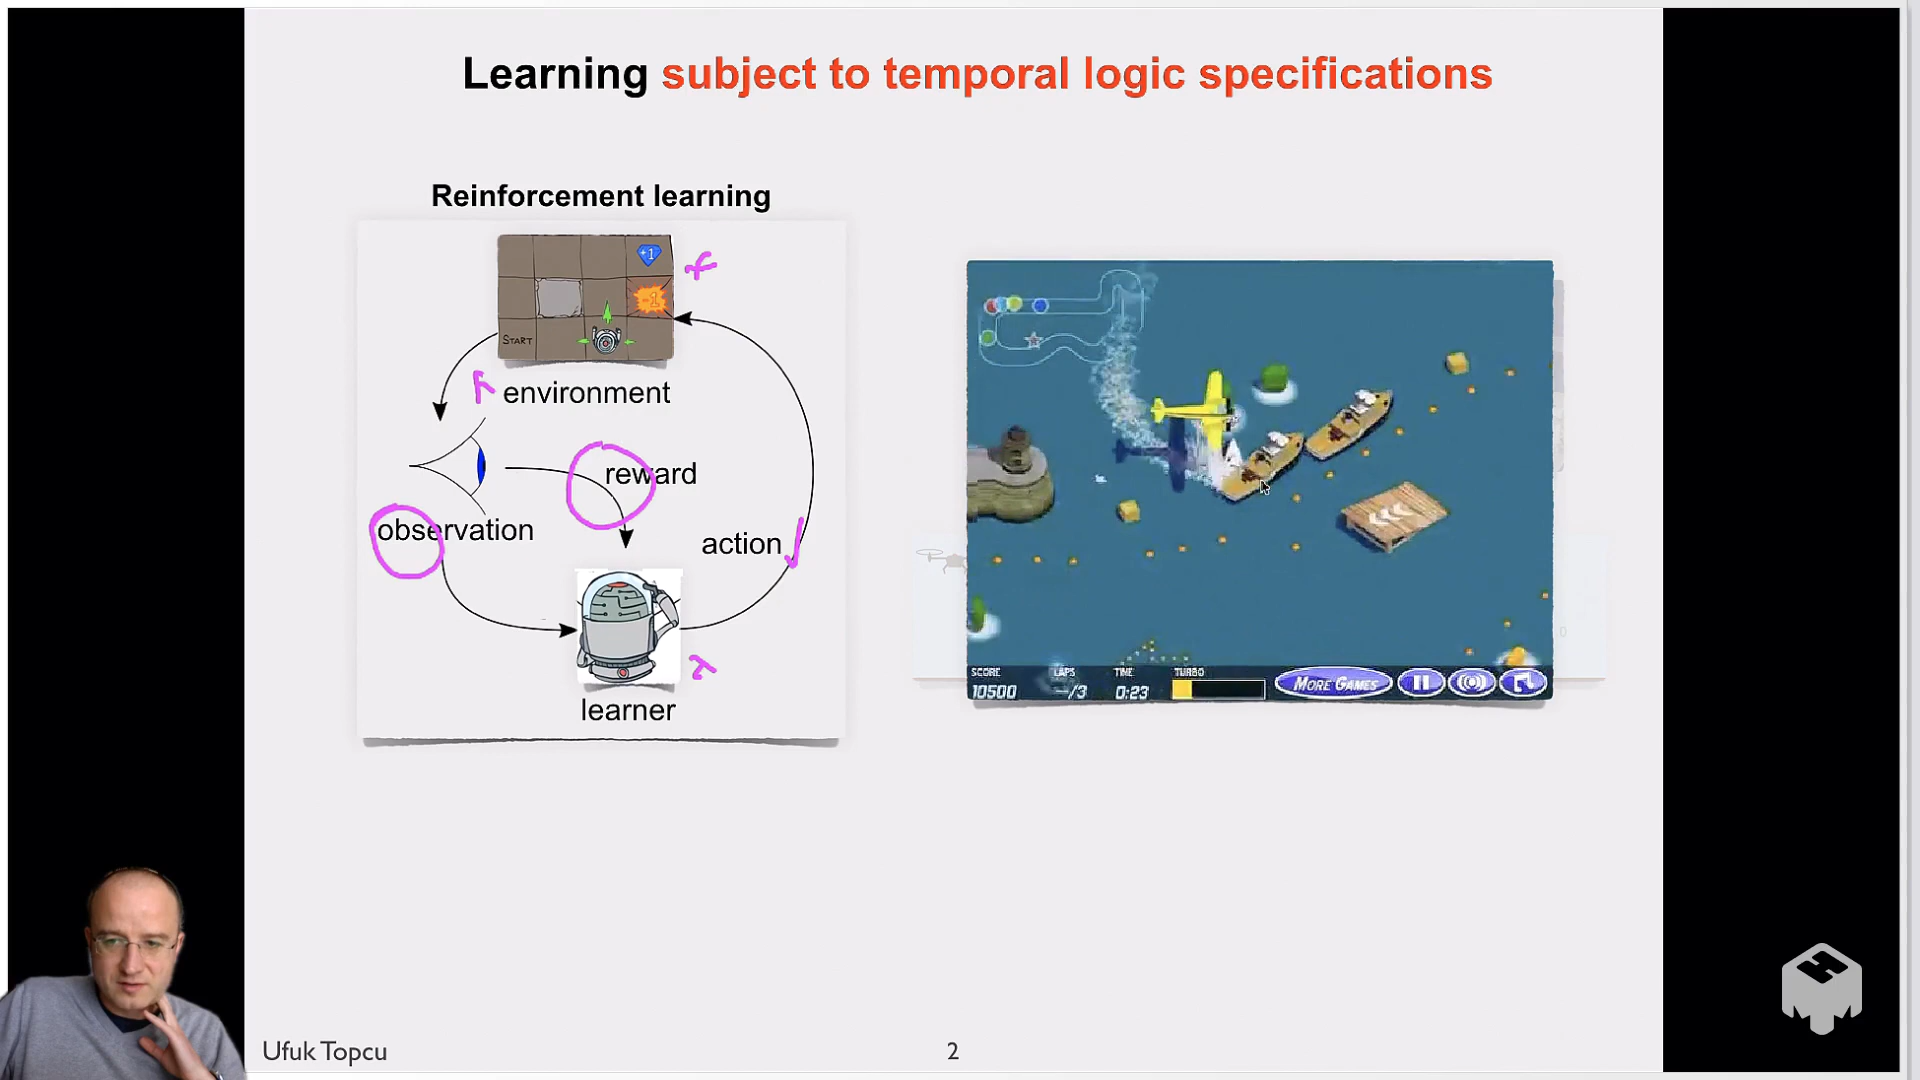 Learning subject to temporal logic specifications
Reinforcement learning
+1
-1
START
environment
reward
observation
action
learner
SCORE
LAPS
TIME
TURBO
10500
/3
0:23
MORE GAMES
Ufuk Topcu
2